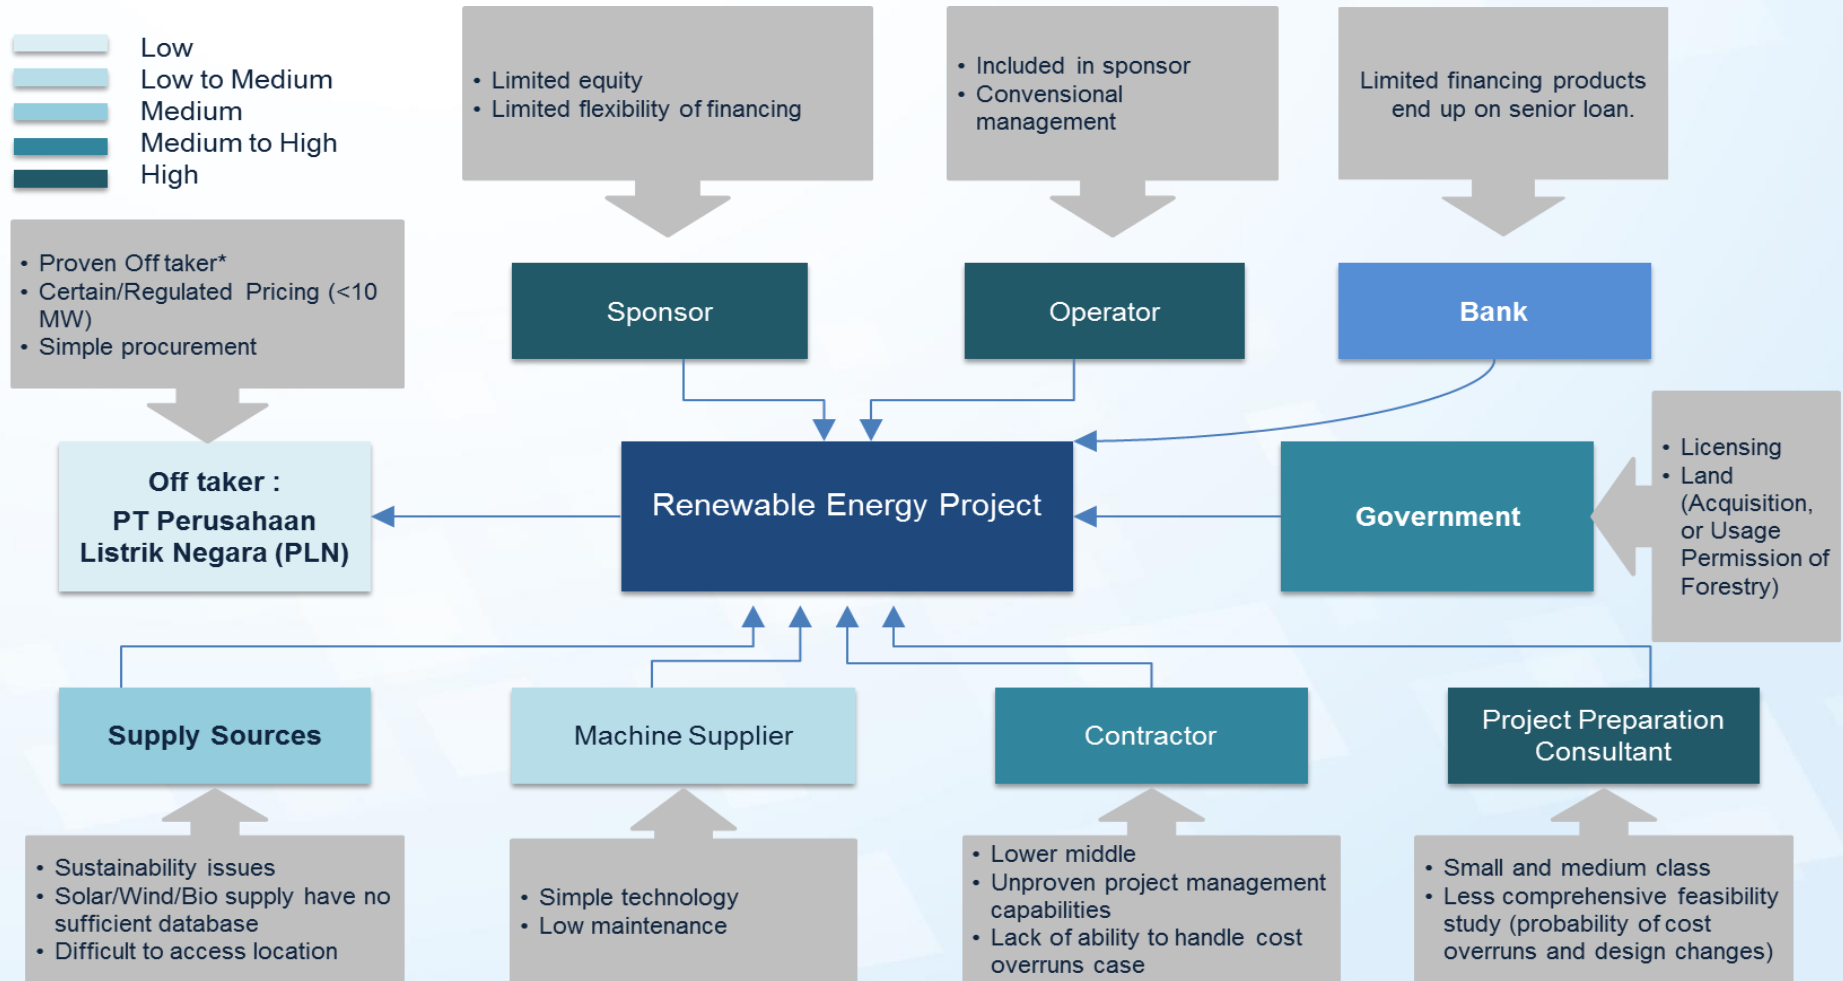 Low
Low to Medium
Medium
Medium to High
High
• Limited equity
• Limited flexibility of financing
• Included in sponsor
• Convensional
management
Limited financing products
end up on senior loan.
• Proven Off taker*
• Certain/Regulated Pricing (<10
MW)
• Simple procurement
Sponsor
Operator
Bank
Off taker :
PT Perusahaan
Listrik Negara (PLN)
Renewable Energy Project
Government
• Licensing
• Land
(Acquisition,
or Usage
Permission of
Forestry)
Supply Sources
Machine Supplier
Contractor
Project Preparation
Consultant
• Sustainability issues
• Solar/Wind/Bio supply have no
sufficient database
• Difficult to access location
• Simple technology
• Low maintenance
• Lower middle
• Unproven project management
capabilities
• Lack of ability to handle cost
overruns case
• Small and medium class
• Less comprehensive feasibility
study (probability of cost
overruns and design changes)